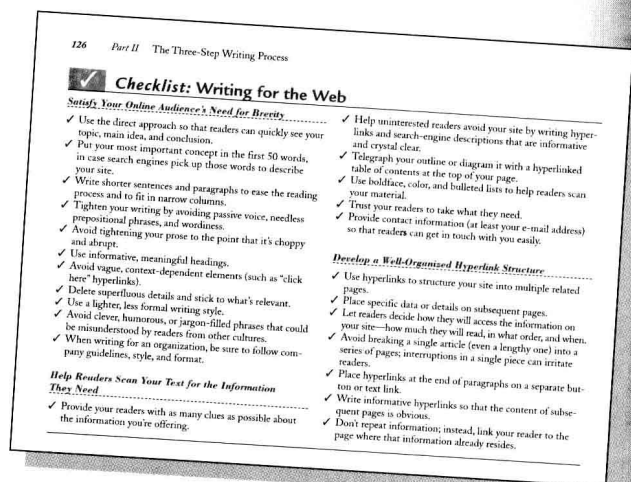 126 Part II The Three-Step Writing Process
Checklist: Writing for the Web
Satisfy Your Online Audience's Need for Brevity
✓ Use the direct approach so that readers can quickly see your
topic, main idea, and conclusion.
✓ Put your most important concept in the first 50 words,
in case search engines pick up those words to describe
your site.
✓ Write shorter sentences and paragraphs to ease the reading
process and to fit in narrow columns.
✓ Tighten your writing by avoiding passive voice, needless
prepositional phrases, and wordiness.
✓ Avoid tightening your prose to the point that it's choppy
and abrupt.
✓ Use informative, meaningful headings.
✓ Avoid vague, context-dependent elements (such as "click
here" hyperlinks).
✓ Delete superfluous details and stick to what's relevant.
✓ Use a lighter, less formal writing style.
✓ Avoid clever, humorous, or jargon-filled phrases that could
be misunderstood by readers from other cultures.
✓ When writing for an organization, be sure to follow com-
pany guidelines, style, and format.
Help Readers Scan Your Text for the Information
They Need
✓ Provide your readers with as many clues as possible about
the information you're offering.
✓ Help uninterested readers avoid your site by writing hyper-
links and search-engine descriptions that are informative
and crystal clear.
✓ Telegraph your outline or diagram it with a hyperlinked
table of contents at the top of your page.
✓ Use boldface, color, and bulleted lists to help readers scan
your material.
✓ Trust your readers to take what they need.
✓ Provide contact information (at least your e-mail address)
so that readers can get in touch with you easily.
Develop a Well-Organized Hyperlink Structure
✓ Use hyperlinks to structure your site into multiple related
pages.
✓ Place specific data or details on subsequent pages.
✓ Let readers decide how they will access the information on
your site—how much they will read, in what order, and when.
✓ Avoid breaking a single article (even a lengthy one) into a
series of pages; interruptions in a single piece can irritate
readers.
✓ Place hyperlinks at the end of paragraphs on a separate but-
ton or text link.
✓ Write informative hyperlinks so that the content of subse-
quent pages is obvious.
✓ Don't repeat information; instead, link your reader to the
page where that information already resides.